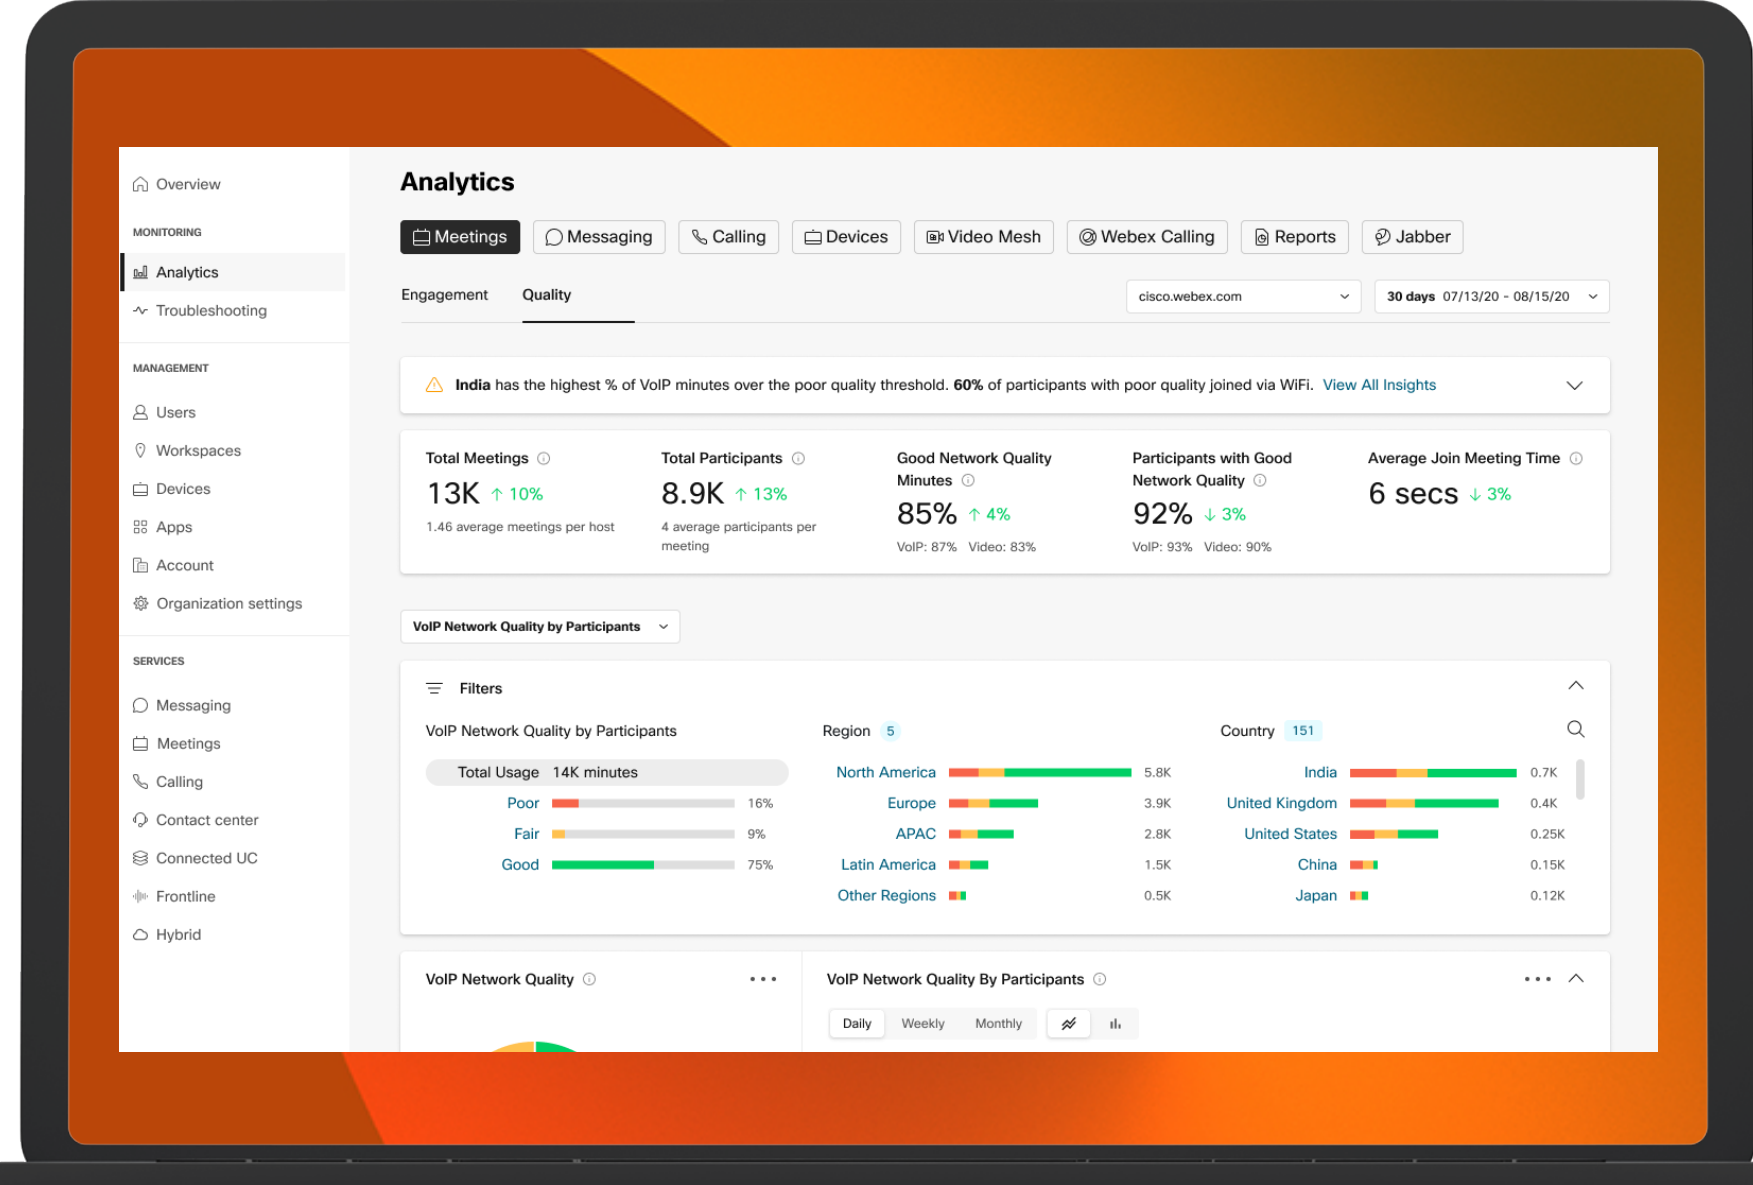 Overview
MONITORING
Analytics
Troubleshooting
MANAGEMENT
Users
Workspaces
Devices
Apps
Account
Organization settings
SERVICES
Messaging
Meetings
Calling
Contact center
Connected UC
Frontline
Hybrid
Analytics
Meetings Messaging Calling Devices Video Mesh Webex Calling Reports Jabber
Engagement Quality cisco.webex.com 30 days 07/13/20 - 08/15/20
India has the highest % of VoIP minutes over the poor quality threshold. 60% of participants with poor quality joined via WiFi. View All Insights
Total Meetings
13K ↑ 10%
1.46 average meetings per host
Total Participants
8.9K ↑ 13%
4 average participants per
meeting
Good Network Quality
Minutes
85% ↑ 4%
VoIP: 87% Video: 83%
Participants with Good
Network Quality
92% ↓ 3%
VoIP: 93% Video: 90%
Average Join Meeting Time
6 secs ↓ 3%
VoIP Network Quality by Participants
Filters
VoIP Network Quality by Participants
Total Usage 14K minutes
Poor 16%
Fair 9%
Good 75%
Region 5
North America 5.8K
Europe 3.9K
APAC 2.8K
Latin America 1.5K
Other Regions 0.5K
Country 151
India 0.7K
United Kingdom 0.4K
United States 0.25K
China 0.15K
Japan 0.12K
VoIP Network Quality
VoIP Network Quality By Participants
Daily Weekly Monthly